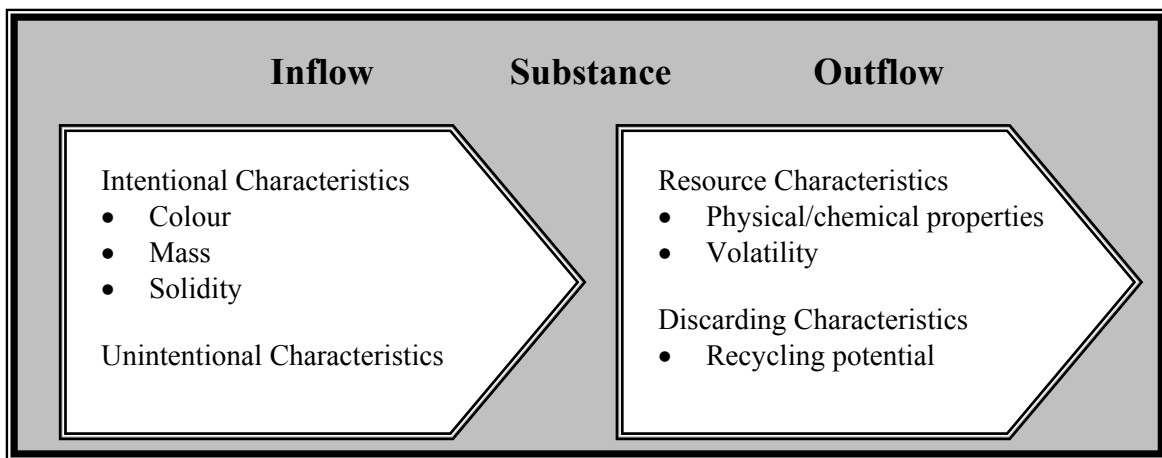 Inflow Substance Outflow
Intentional Characteristics
• Colour
• Mass
• Solidity
Unintentional Characteristics
Resource Characteristics
• Physical/chemical properties
• Volatility
Discarding Characteristics
• Recycling potential